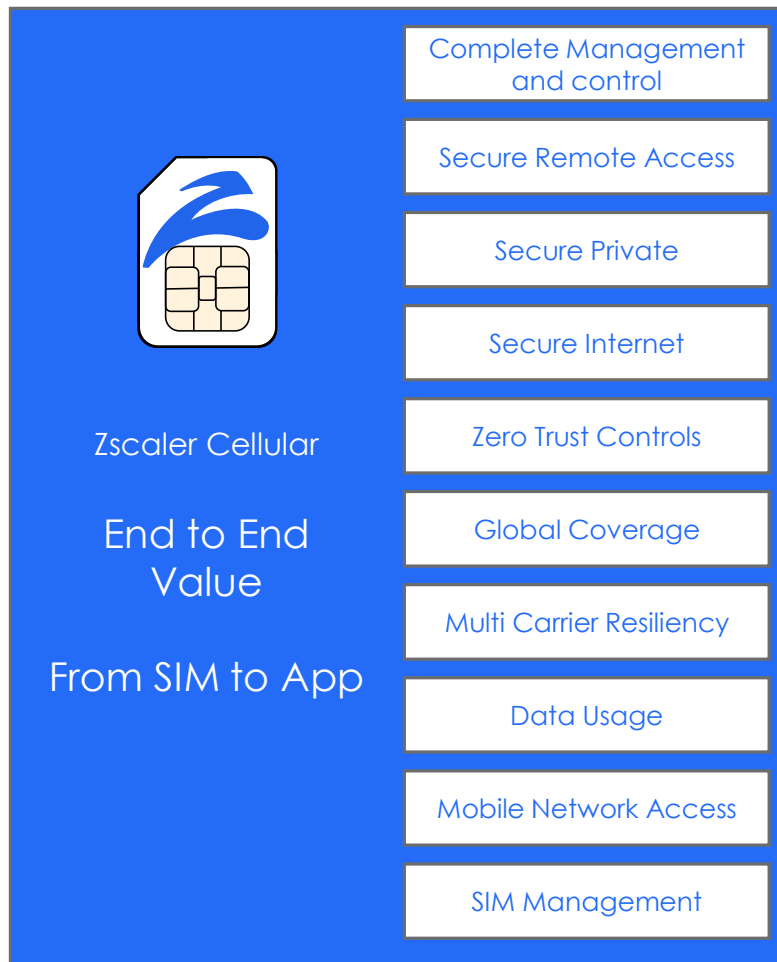 Zscaler Cellular
End to End
Value
From SIM to App
Complete Management
and control
Secure Remote Access
Secure Private
Secure Internet
Zero Trust Controls
Global Coverage
Multi Carrier Resiliency
Data Usage
Mobile Network Access
SIM Management